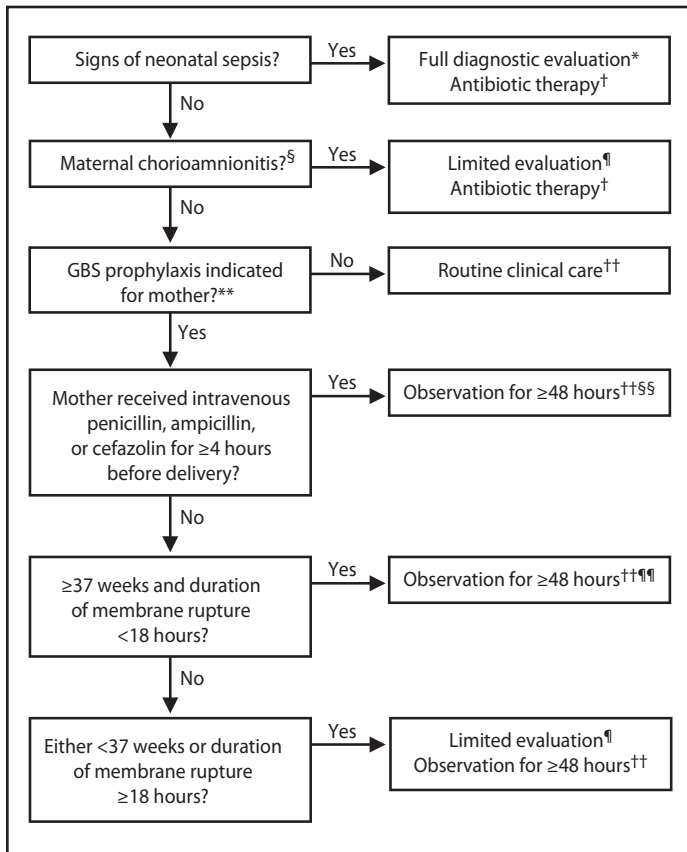 Signs of neonatal sepsis?
Yes
Full diagnostic evaluation*
Antibiotic therapy†
No
Maternal chorioamnionitis?§
Yes
Limited evaluation¶
Antibiotic therapy†
No
GBS prophylaxis indicated
for mother?**
No
Routine clinical care††
Yes
Mother received intravenous
penicillin, ampicillin,
or cefazolin for ≥4 hours
before delivery?
Yes
Observation for ≥48 hours††§§
No
≥37 weeks and duration
of membrane rupture
<18 hours?
Yes
Observation for ≥48 hours††¶¶
No
Either <37 weeks or duration
of membrane rupture
≥18 hours?
Yes
Limited evaluation¶
Observation for ≥48 hours††